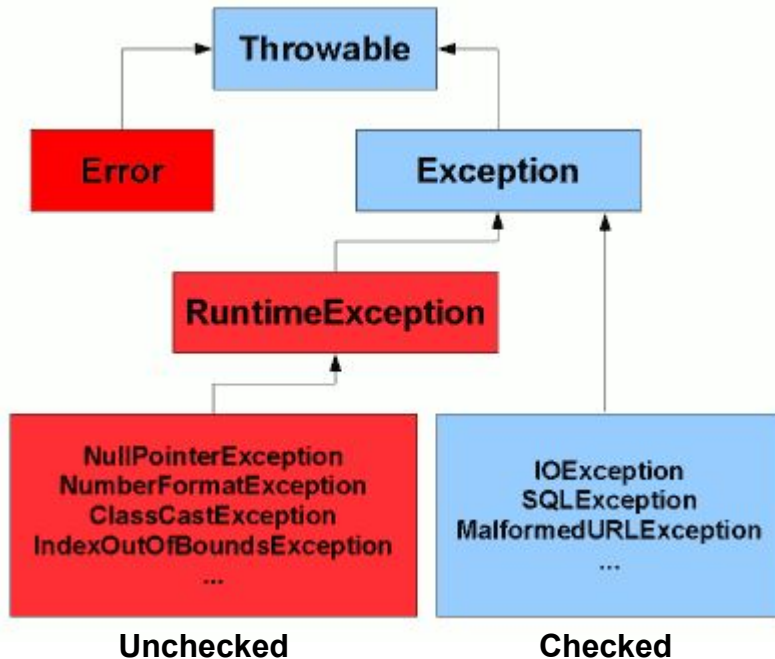 Throwable
Error
Exception
RuntimeException
NullPointerException
NumberFormatException
ClassCastException
IndexOutOfBoundsException
...
IOException
SQLException
MalformedURLException
...
Unchecked
Checked